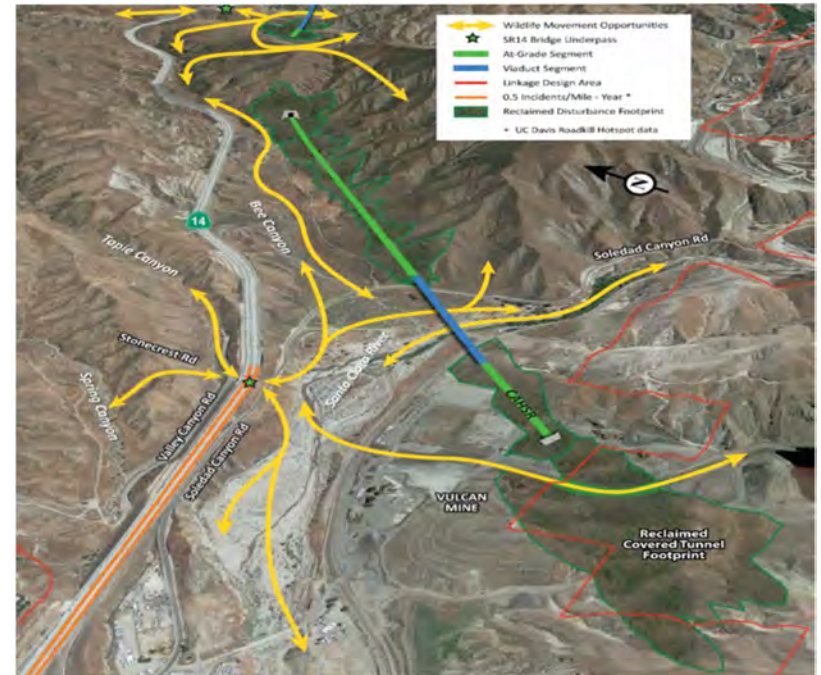 Wildlife Movement Opportunities
SR14 Bridge Underpass
At-Grade Segment
Viaduct Segment
Linkage Design Area
0.5 Incidents/Mile - Year *
Reclaimed Disturbance Footprint
* UC Davis Roadkill Hotspot data
N
14
Bee Canyon
Tapie Canyon
Soledad Canyon Rd
Stonecrest Rd
Spring Canyon
Santa Clara River
Valley Canyon Rd
Soledad Canyon Rd
CAHSR
VULCAN
MINE
Reclaimed
Covered Tunnel
Footprint